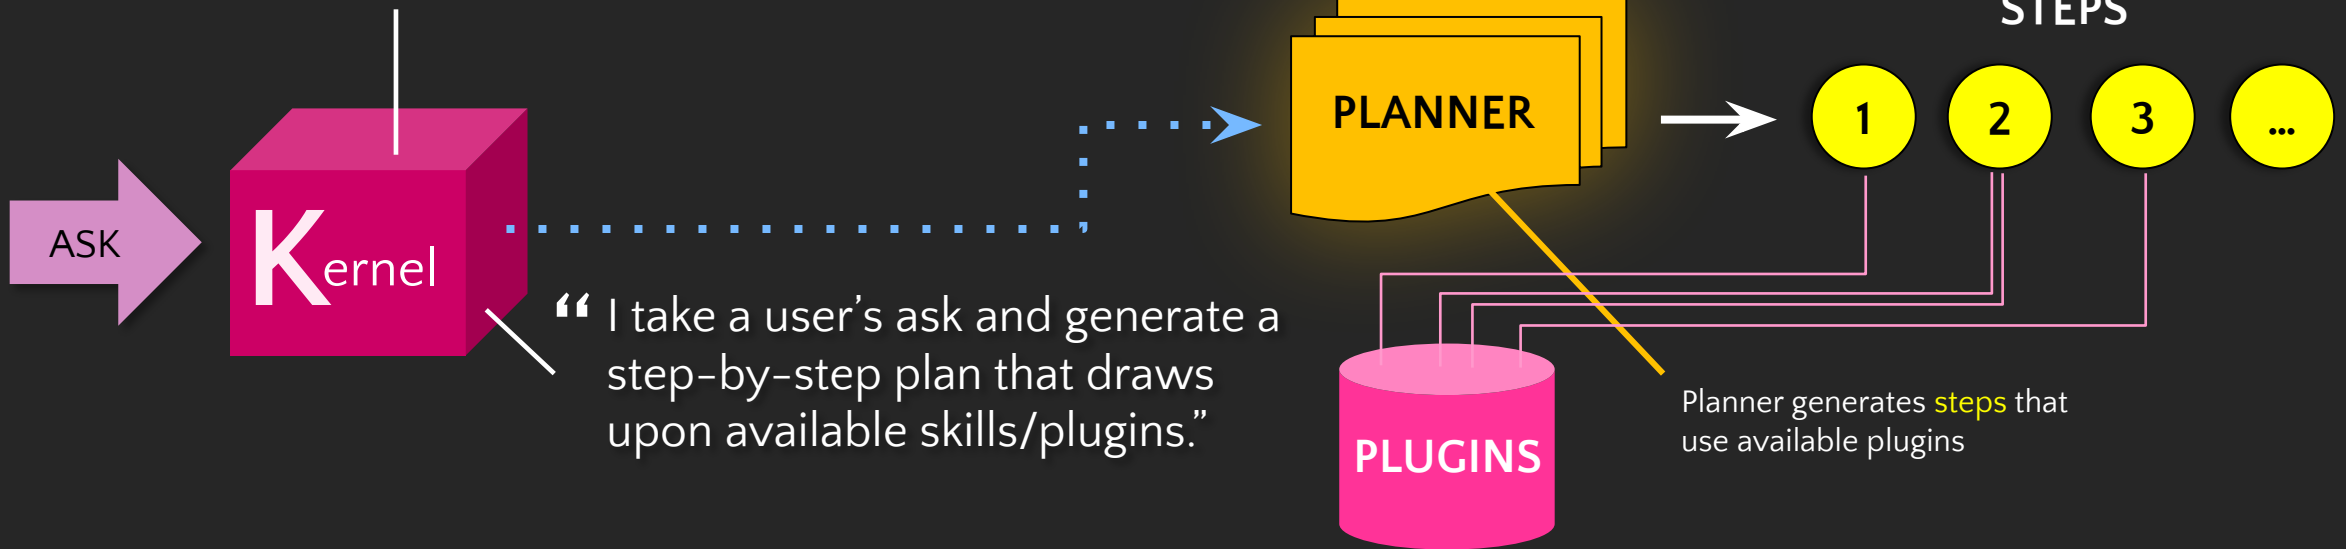 STEPS
PLANNER
1
2
3
...
ASK
Kernel
“ I take a user’s ask and generate a
step-by-step plan that draws
upon available skills/plugins.”
Planner generates steps that
use available plugins
PLUGINS